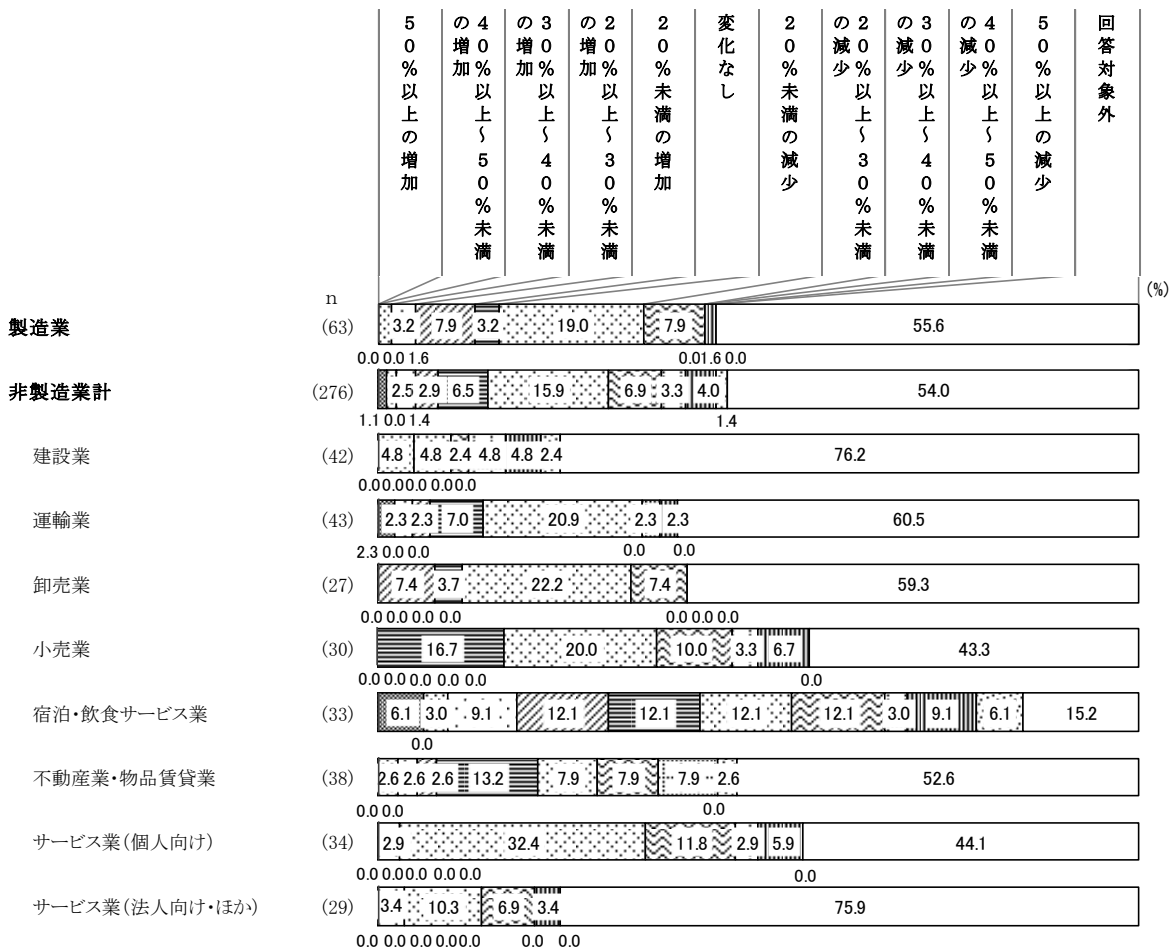 50%以上の増加
40%以上～50%未満の増加
30%以上～40%未満の増加
20%以上～30%未満の増加
20%未満の増加
変化なし
20%未満の減少
20%以上～30%未満の減少
30%以上～40%未満の減少
40%以上～50%未満の減少
50%以上の減少
回答対象外
n
(%)
製造業 (63) 3.2 7.9 3.2 19.0 7.9 55.6
0.0 0.0 1.6 0.0 1.6 0.0
非製造業計 (276) 2.5 2.9 6.5 15.9 6.9 3.3 4.0 54.0
1.1 0.0 1.4 1.4
建設業 (42) 4.8 4.8 2.4 4.8 4.8 2.4 76.2
0.0 0.0 0.0 0.0 0.0
運輸業 (43) 2.3 2.3 7.0 20.9 2.3 2.3 60.5
2.3 0.0 0.0 0.0 0.0
卸売業 (27) 7.4 3.7 22.2 7.4 59.3
0.0 0.0 0.0 0.0 0.0 0.0 0.0 0.0
小売業 (30) 16.7 20.0 10.0 3.3 6.7 43.3
0.0 0.0 0.0 0.0 0.0 0.0
宿泊・飲食サービス業 (33) 6.1 3.0 9.1 12.1 12.1 12.1 12.1 3.0 9.1 6.1 15.2
0.0
不動産業・物品賃貸業 (38) 2.6 2.6 2.6 13.2 7.9 7.9 7.9 2.6 52.6
0.0 0.0 0.0
サービス業（個人向け） (34) 2.9 32.4 11.8 2.9 5.9 44.1
0.0 0.0 0.0 0.0 0.0 0.0
サービス業（法人向け・ほか） (29) 3.4 10.3 6.9 3.4 75.9
0.0 0.0 0.0 0.0 0.0 0.0 0.0